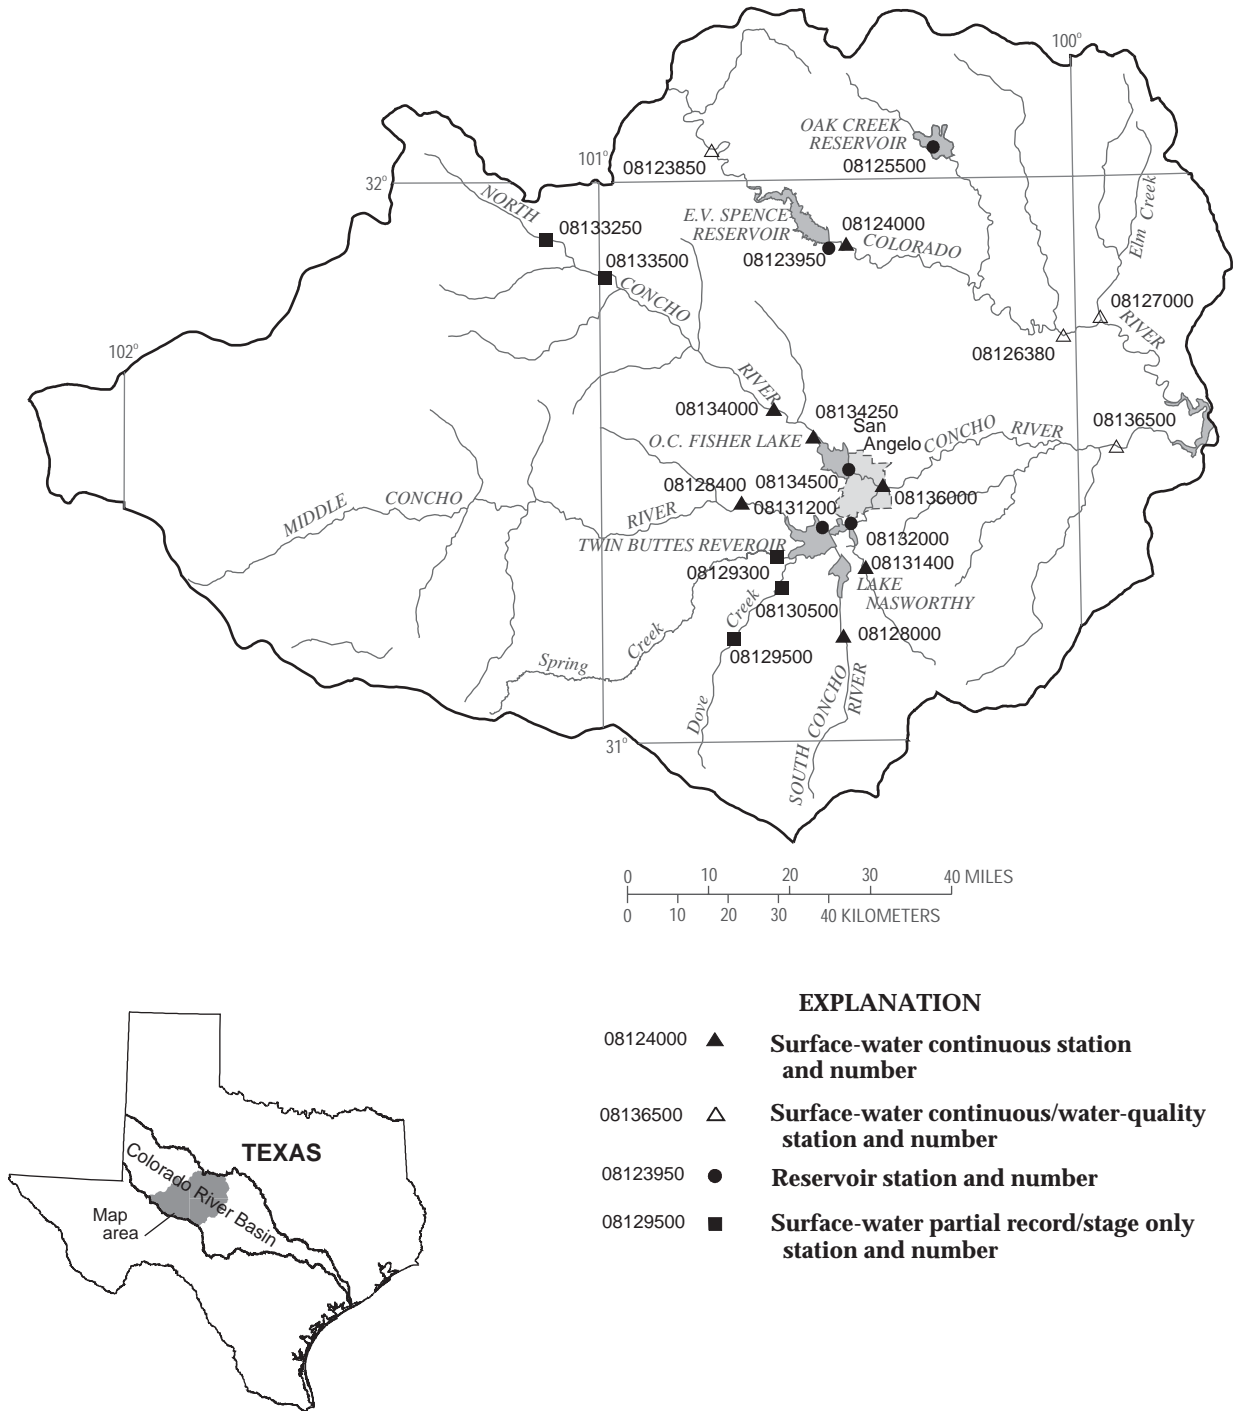 100°
OAK CREEK
RESERVOIR
08125500
101°
08123850
32°
NORTH
08133250
E.V. SPENCE
RESERVOIR
08124000
COLORADO
08123950
Elm Creek
08133500
CONCHO
08127000
RIVER
08126380
102°
RIVER
08134000
08134250
San
Angelo
O.C. FISHER LAKE
CONCHO RIVER
08136500
08134500
08128400
08136000
08131200
MIDDLE CONCHO
RIVER
08132000
TWIN BUTTES REVEROIR
08131400
08129300
LAKE
NASWORTHY
08130500
Creek
08128000
Creek
08129500
Spring
Dove
SOUTH CONCHO
RIVER
31°
0 10 20 30 40 MILES
0 10 20 30 40 KILOMETERS
EXPLANATION
08124000 Surface-water continuous station
and number
08136500 Surface-water continuous/water-quality
station and number
08123950 Reservoir station and number
08129500 Surface-water partial record/stage only
station and number
TEXAS
Colorado River Basin
Map
area